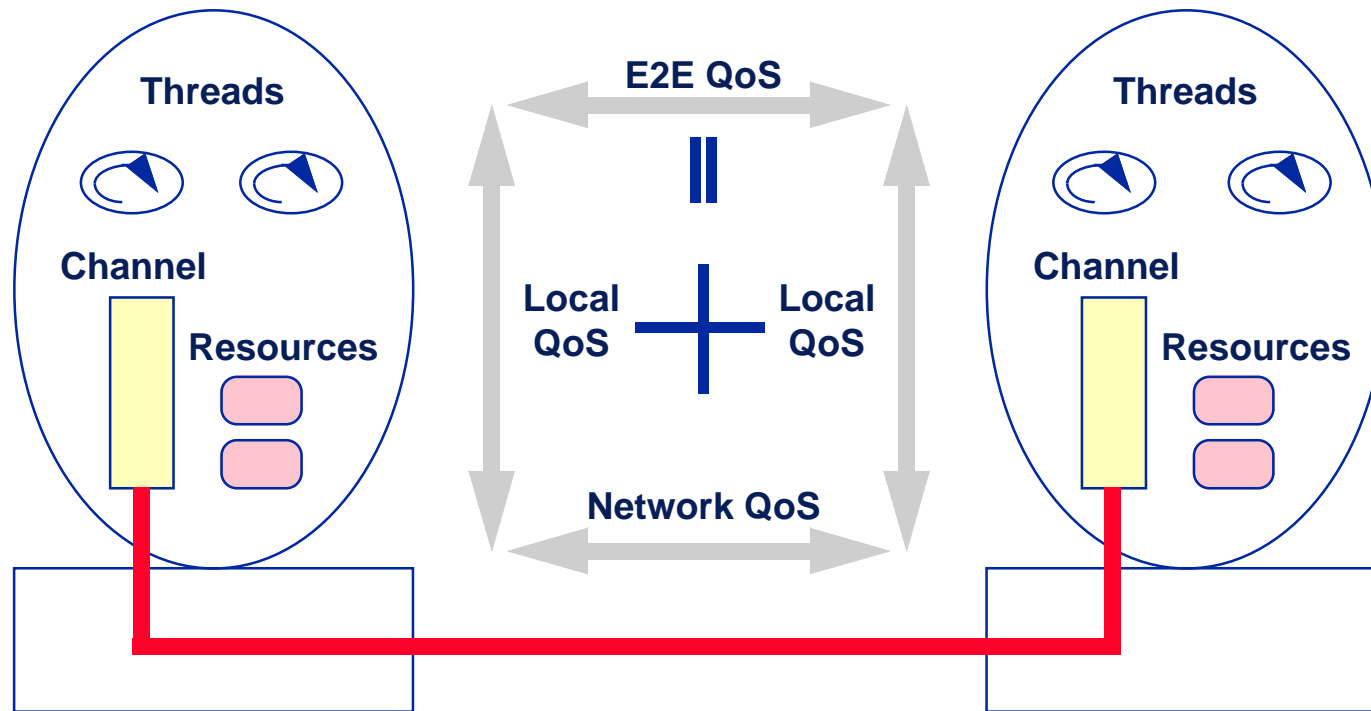 E2E QoS
Threads
Threads
Channel
Channel
Local
QoS
Local
QoS
Resources
Resources
Network QoS